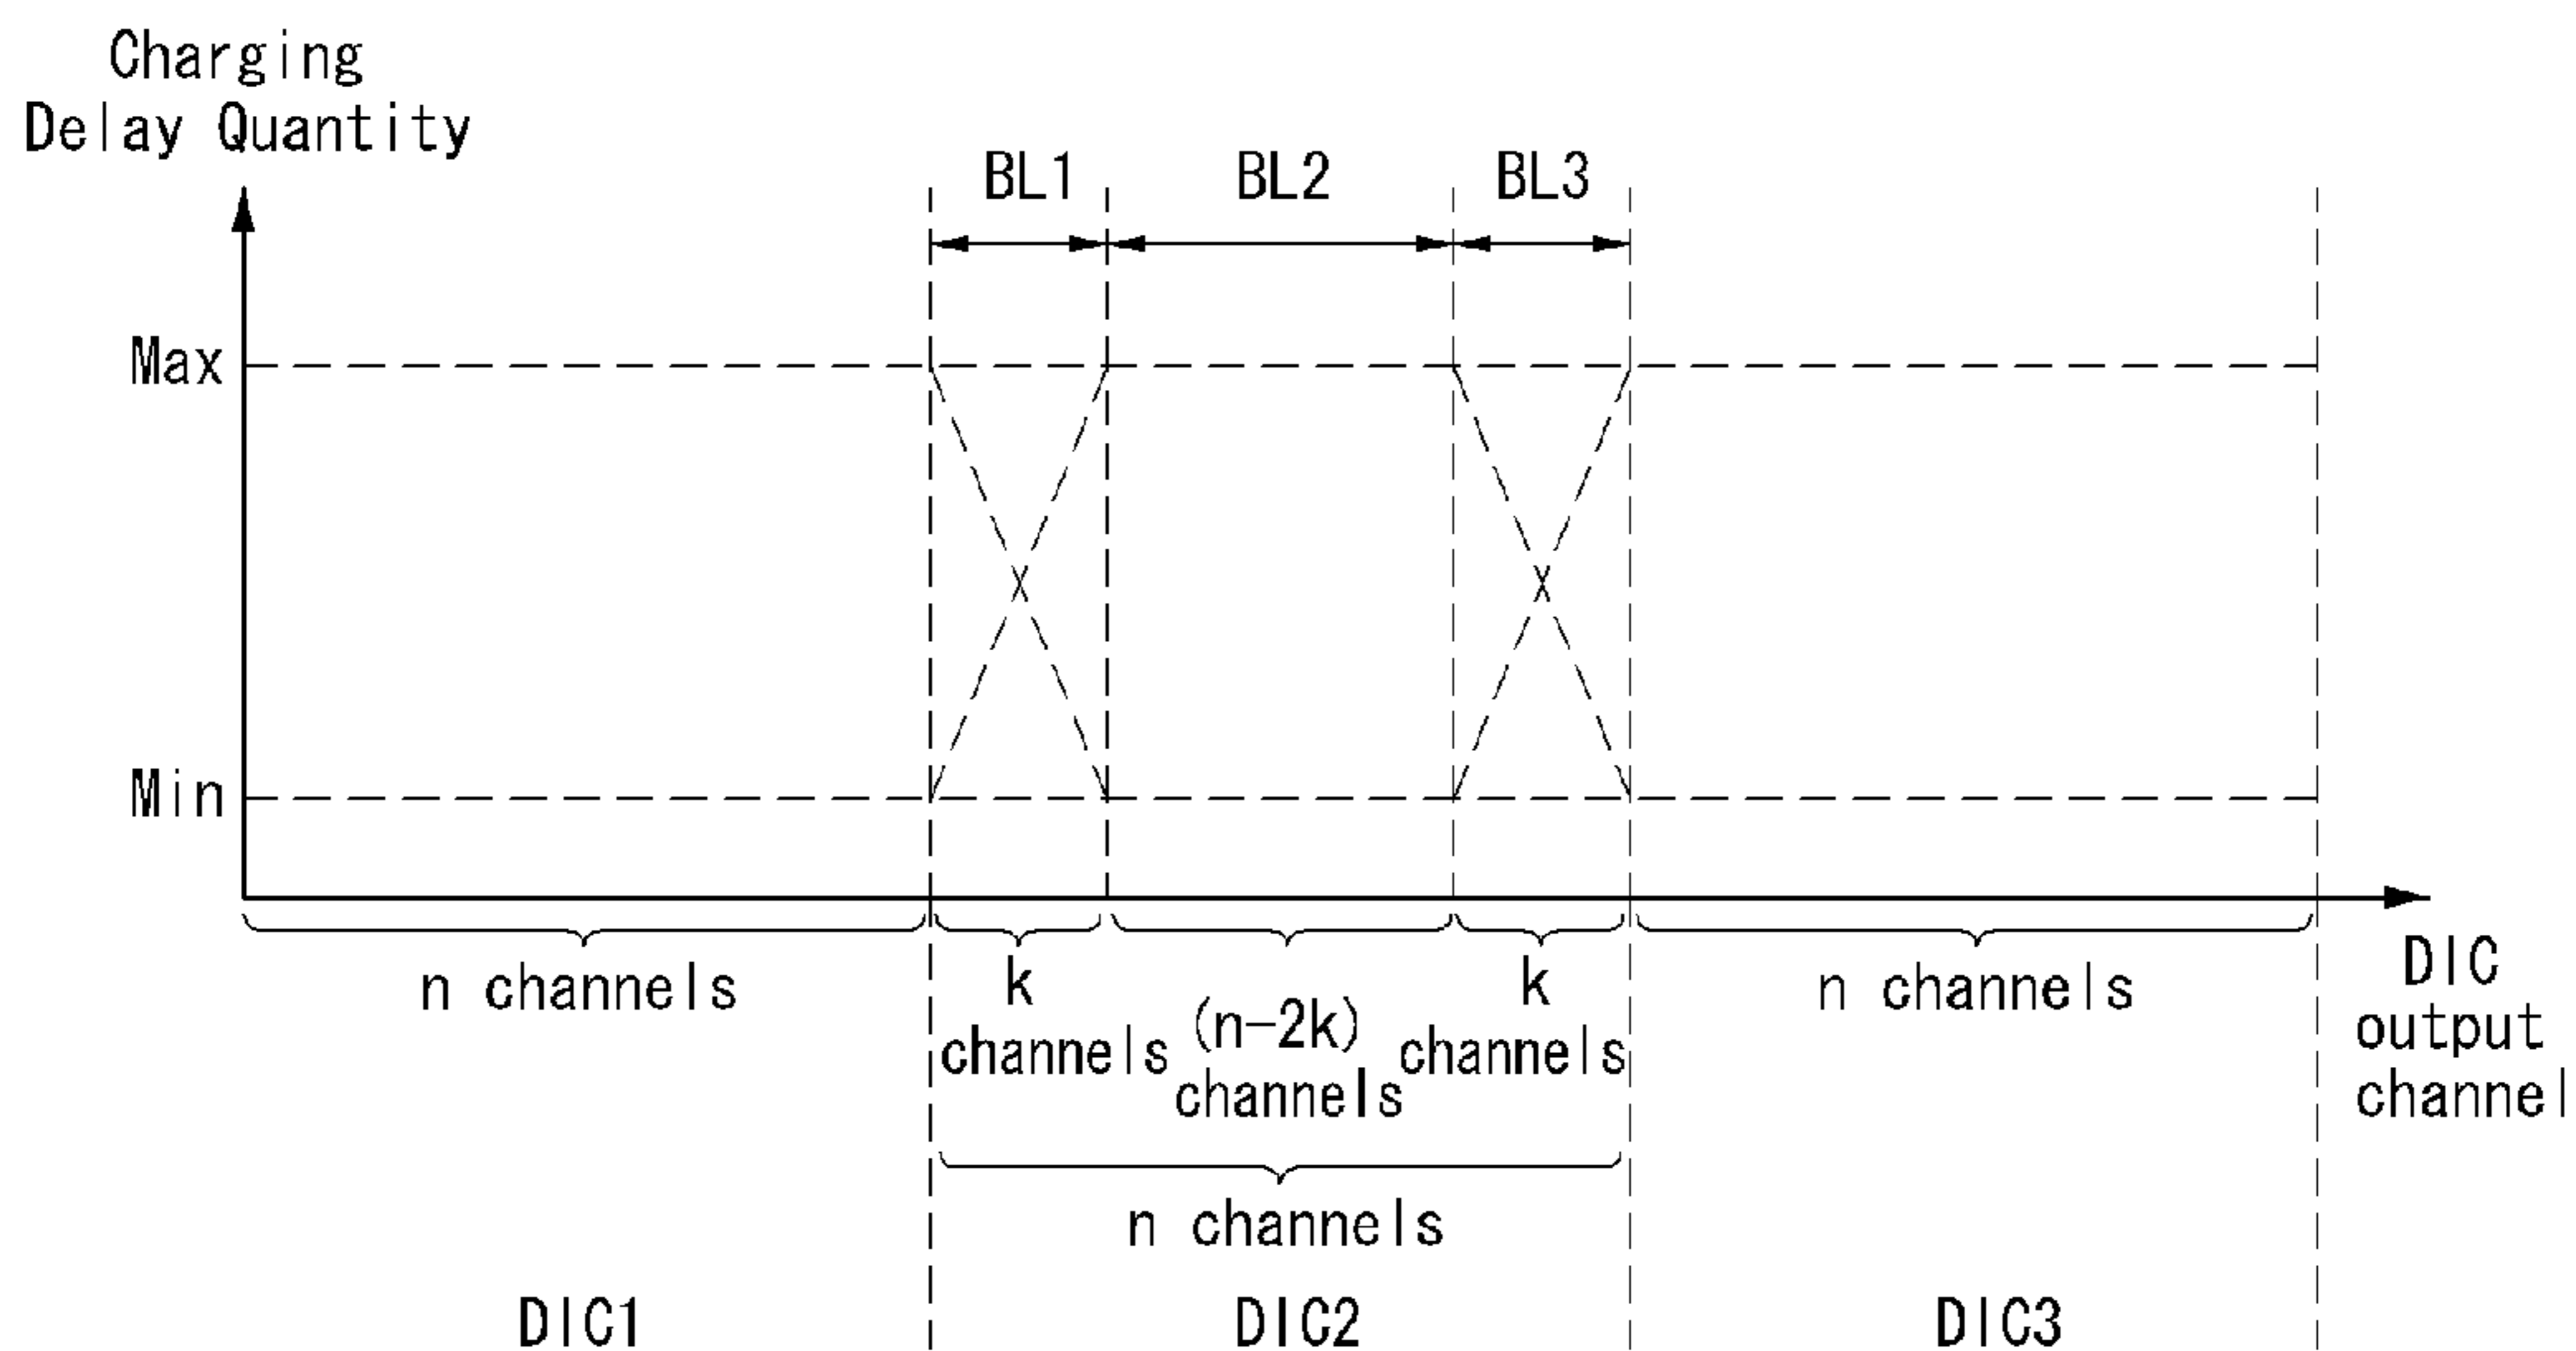 Charging
Delay Quantity
BL1
BL2
BL3
Max
Min
n channels
k
channels
(n-2k)
channels
k
channels
n channels
DIC
output
channel
n channels
DIC1
DIC2
DIC3